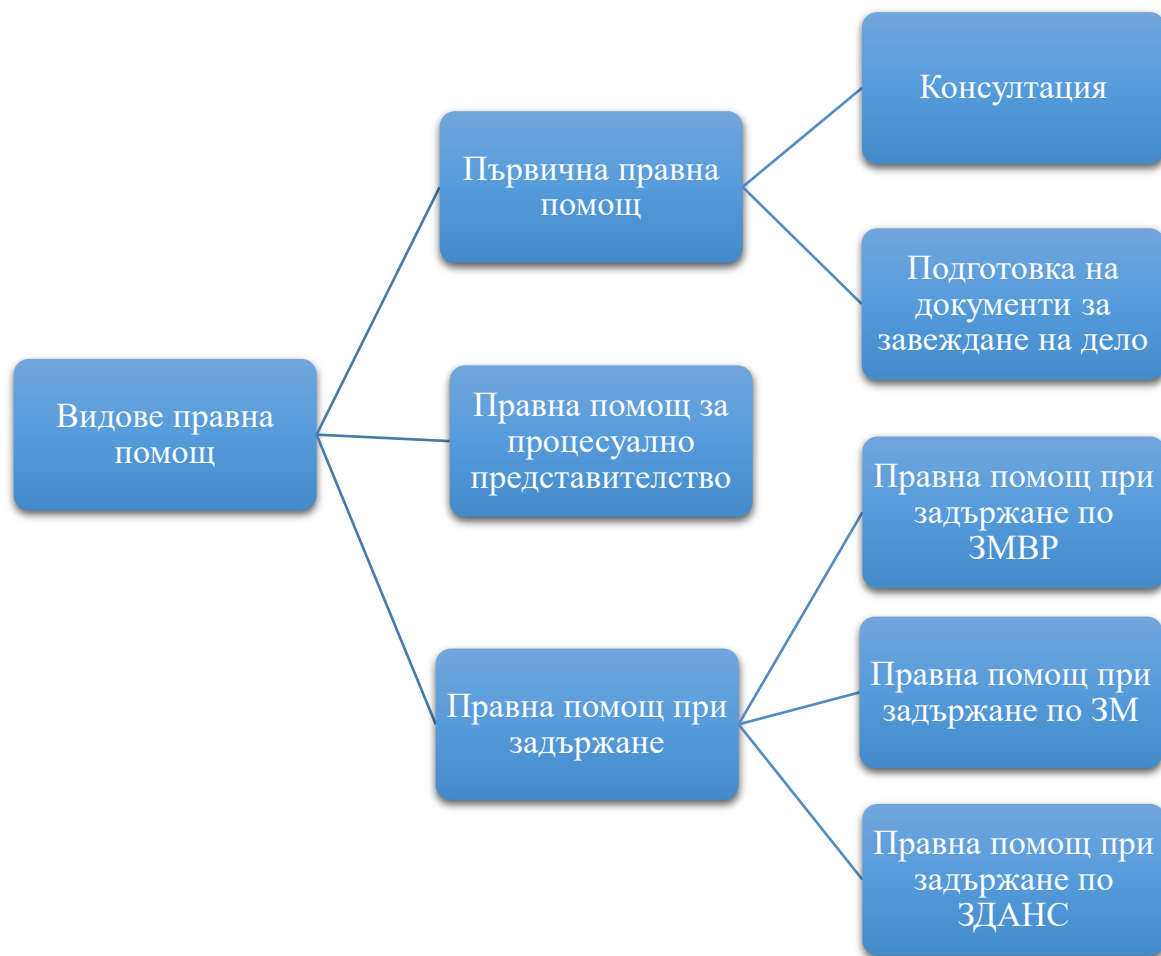 Видове правна
помощ
Първична правна
помощ
Консултация
Подготовка на
документи за
завеждане на дело
Правна помощ за
процесуално
представителство
Правна помощ при
задържане
Правна помощ при
задържане по
ЗМВР
Правна помощ при
задържане по ЗМ
Правна помощ при
задържане по
ЗДАНС